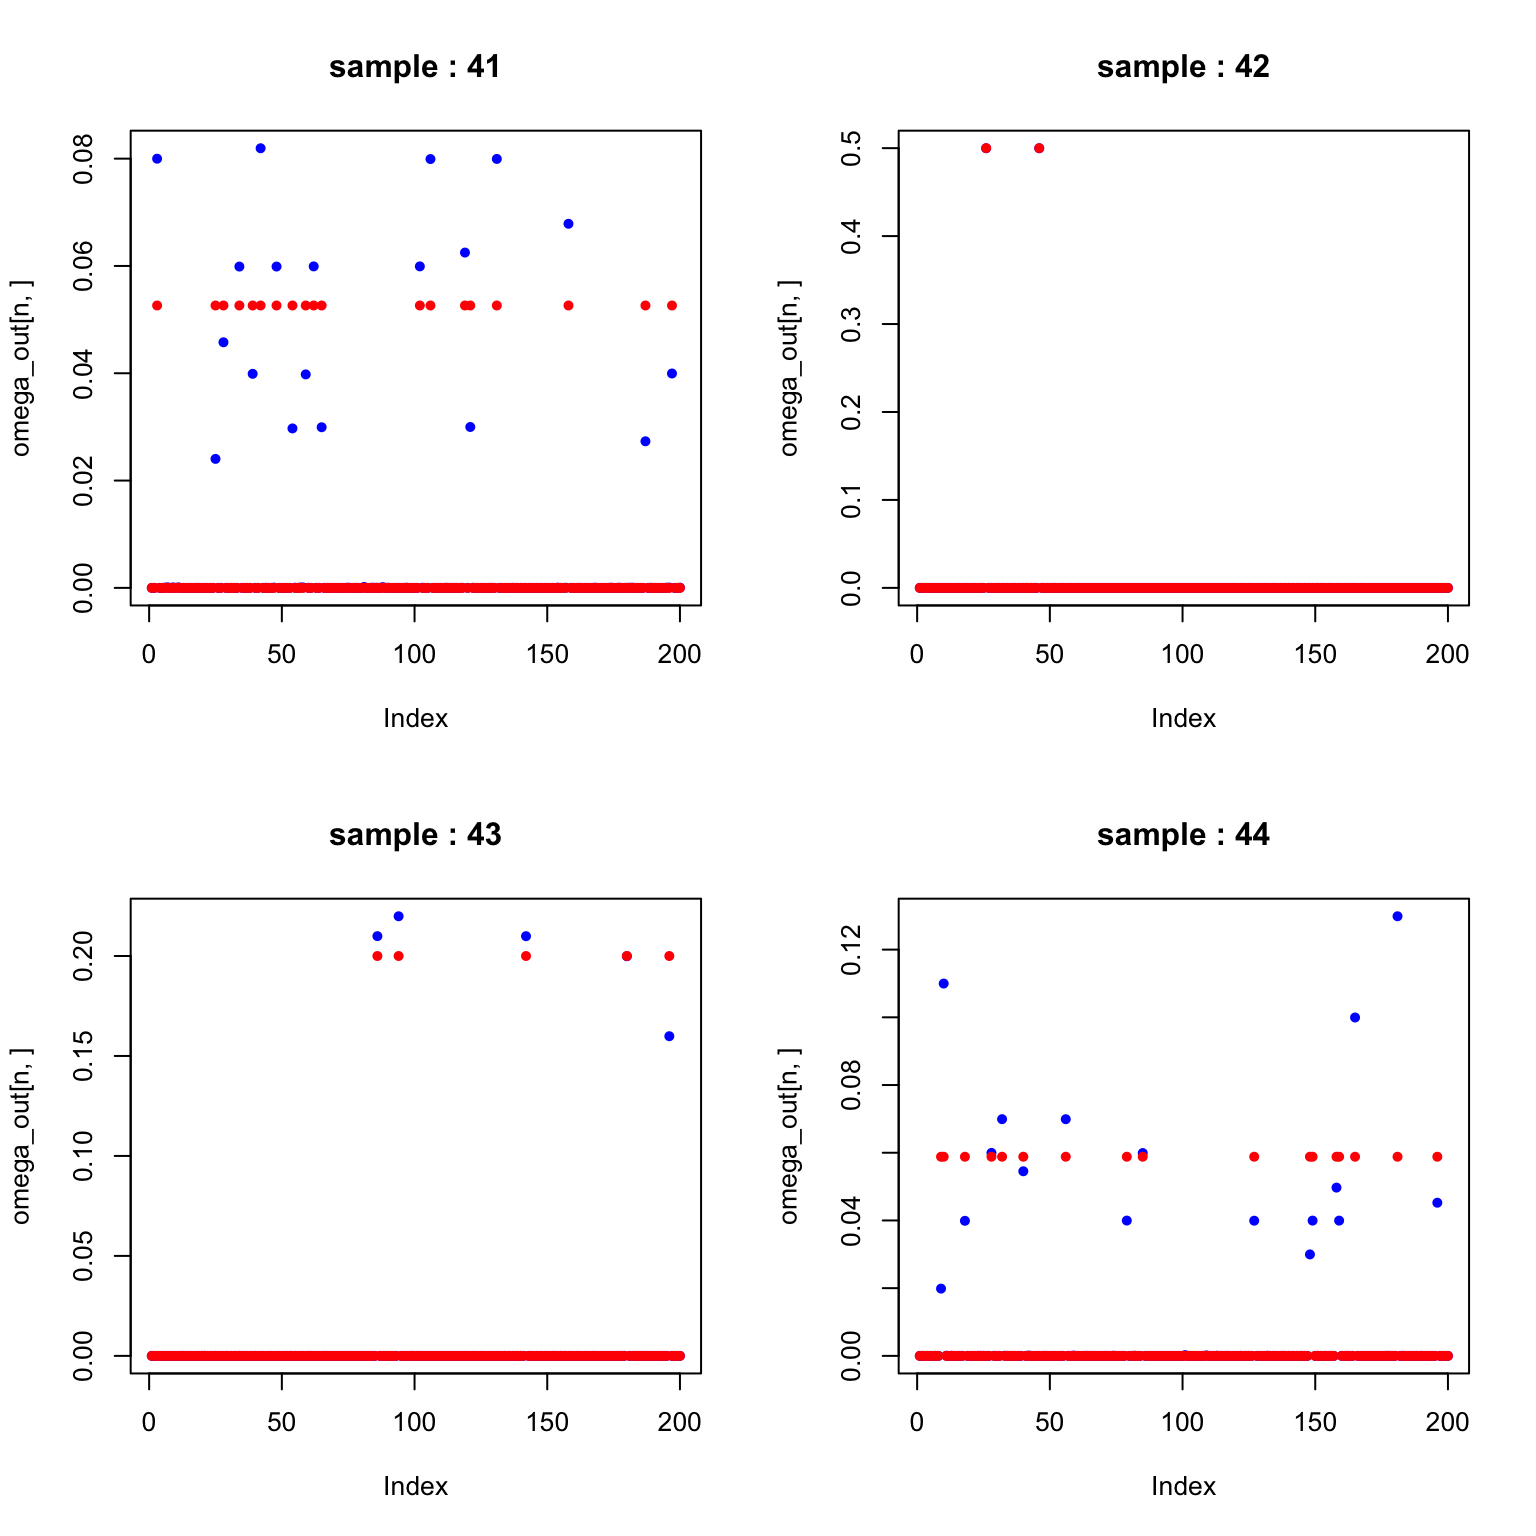 sample : 41
omega_out[n, ]
0.00 0.02 0.04 0.06 0.08
0 50 100 150 200
Index
sample : 42
omega_out[n, ]
0.0 0.1 0.2 0.3 0.4 0.5
0 50 100 150 200
Index
sample : 43
omega_out[n, ]
0.00 0.05 0.10 0.15 0.20
0 50 100 150 200
Index
sample : 44
omega_out[n, ]
0.00 0.04 0.08 0.12
0 50 100 150 200
Index